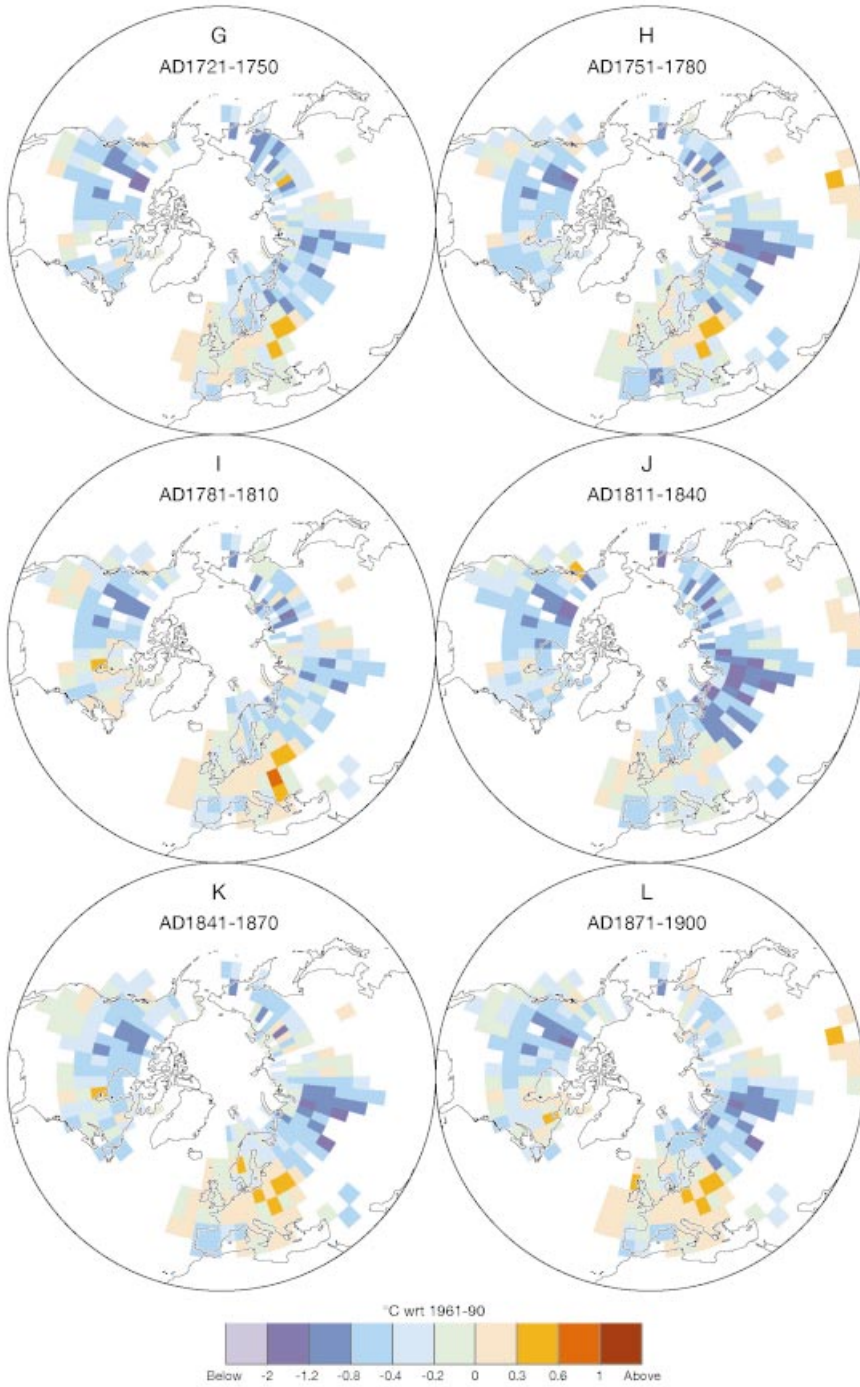 G
AD1721-1750
H
AD1751-1780
I
AD1781-1810
J
AD1811-1840
K
AD1841-1870
L
AD1871-1900
°C wrt 1961-90
Below -2 -1.2 -0.8 -0.4 -0.2 0 0.3 0.6 1 Above